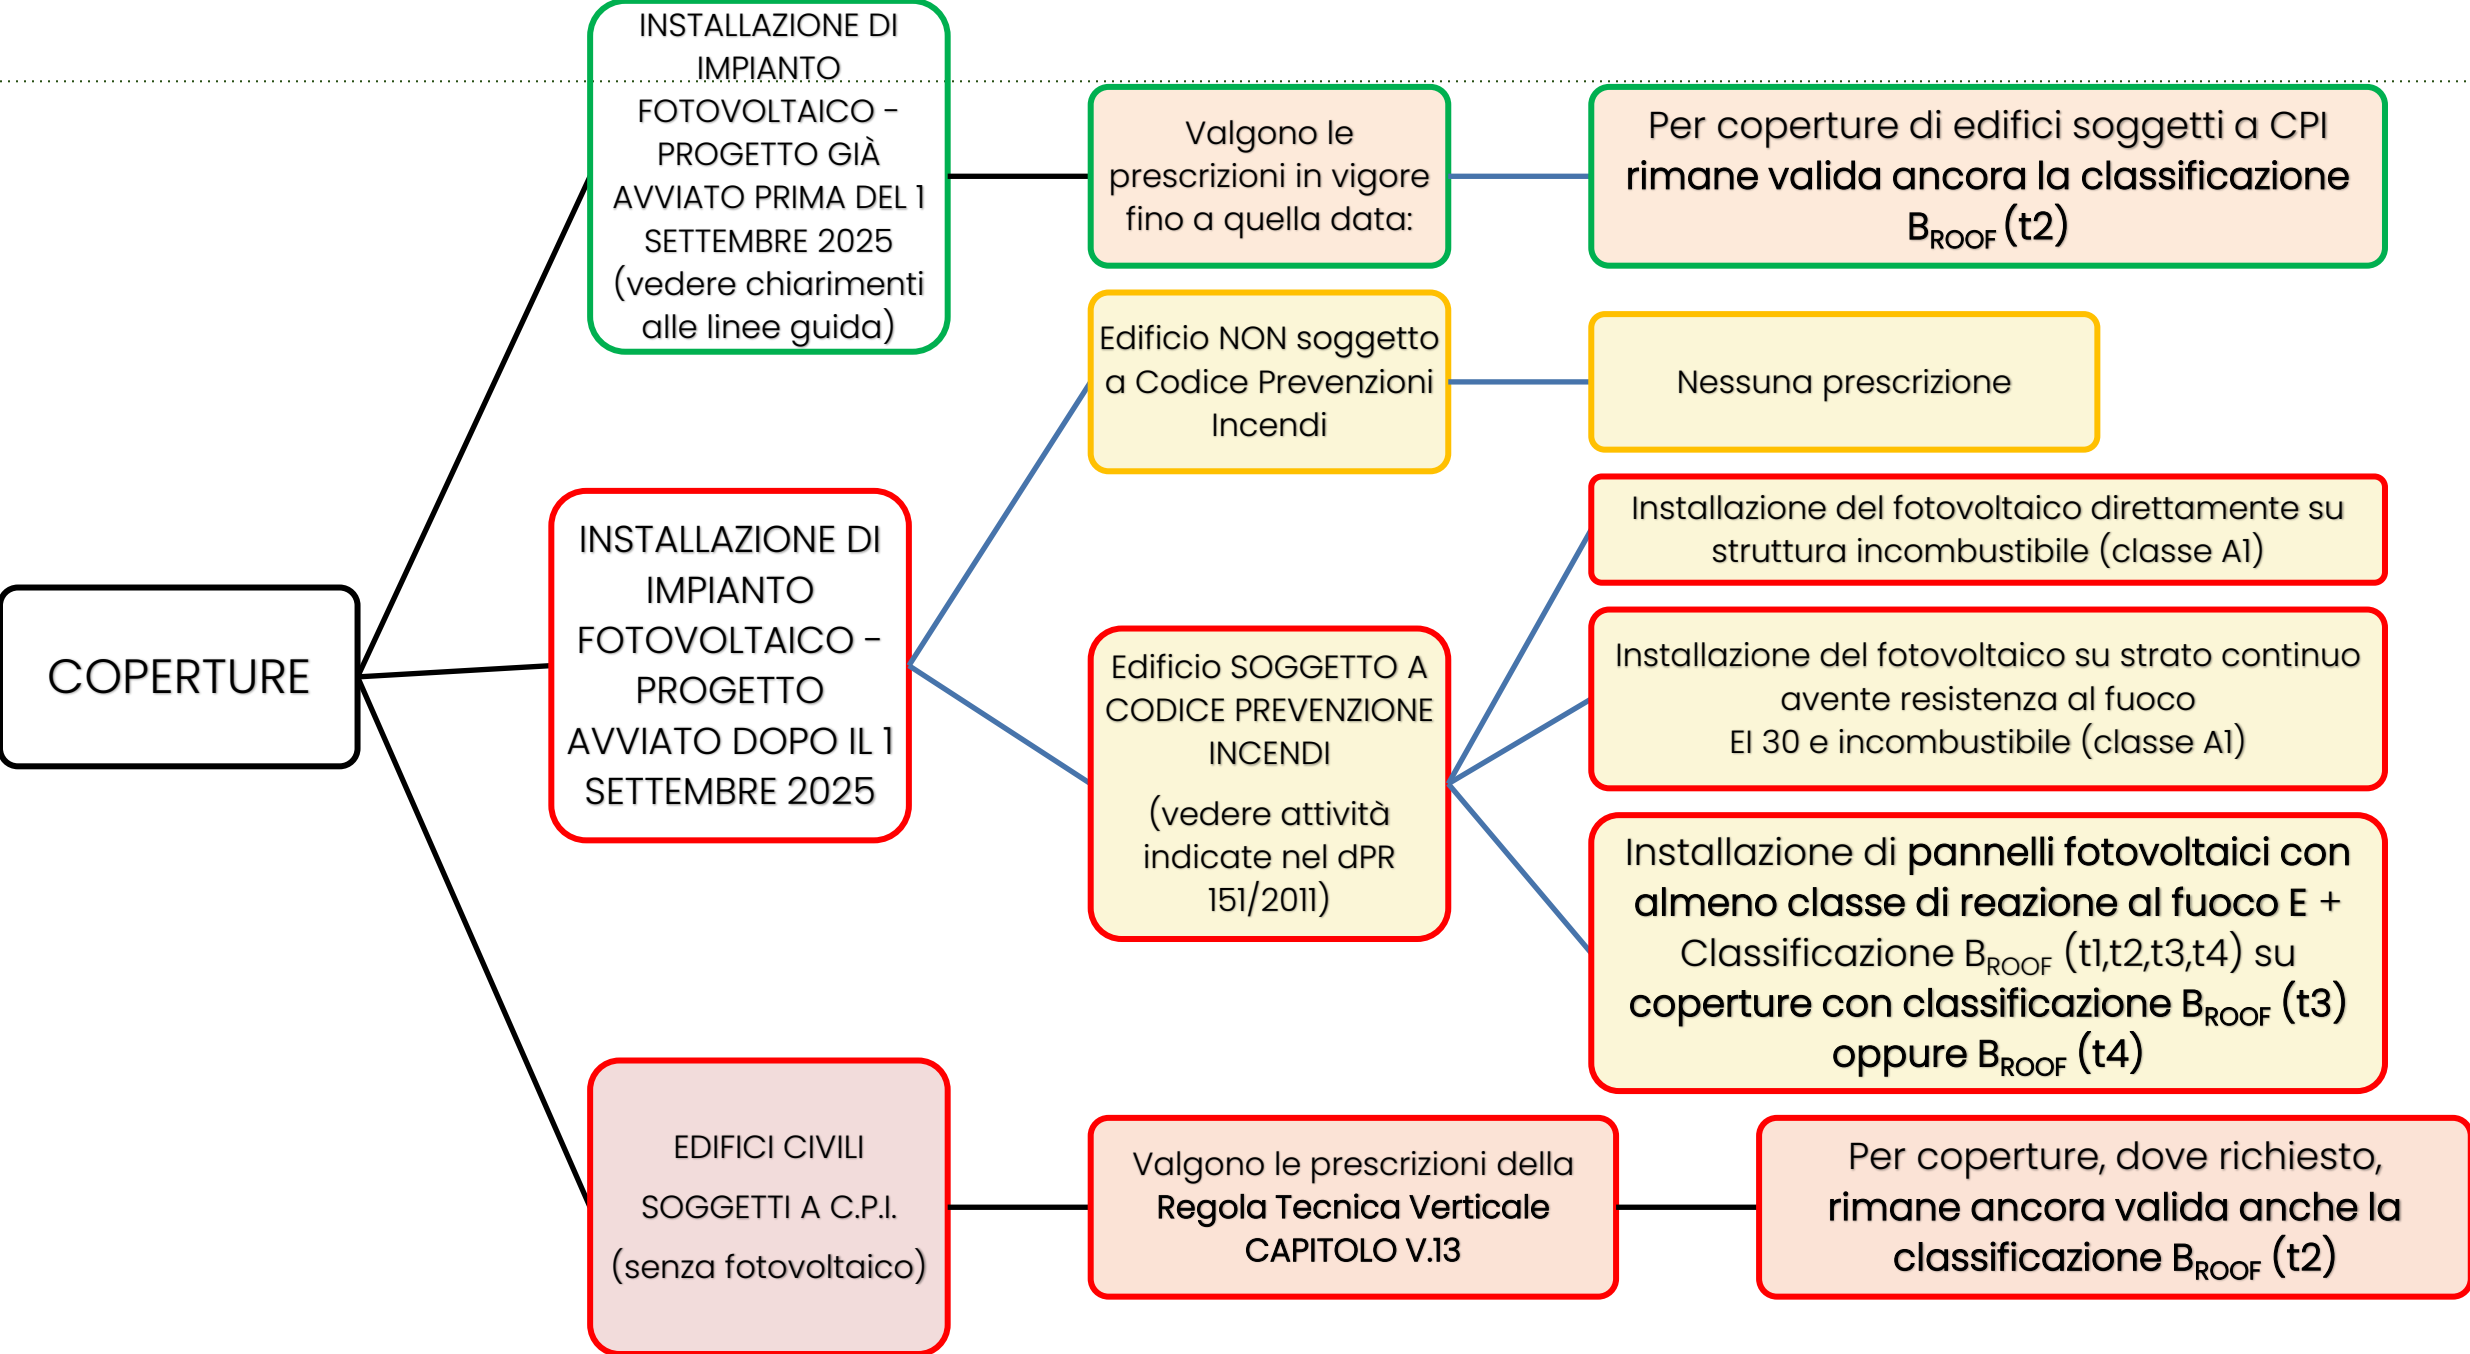 COPERTURE
INSTALLAZIONE DI
IMPIANTO
FOTOVOLTAICO -
PROGETTO GIÀ
AVVIATO PRIMA DEL 1
SETTEMBRE 2025
(vedere chiarimenti
alle linee guida)
Valgono le
prescrizioni in vigore
fino a quella data:
Per coperture di edifici soggetti a CPI
rimane valida ancora la classificazione
BROOF (t2)
INSTALLAZIONE DI
IMPIANTO
FOTOVOLTAICO -
PROGETTO
AVVIATO DOPO IL 1
SETTEMBRE 2025
Edificio NON soggetto
a Codice Prevenzioni
Incendi
Nessuna prescrizione
Edificio SOGGETTO A
CODICE PREVENZIONE
INCENDI
(vedere attività
indicate nel dPR
151/2011)
Installazione del fotovoltaico direttamente su
struttura incombustibile (classe A1)
Installazione del fotovoltaico su strato continuo
avente resistenza al fuoco
EI 30 e incombustibile (classe A1)
Installazione di pannelli fotovoltaici con
almeno classe di reazione al fuoco E +
Classificazione BROOF (t1,t2,t3,t4) su
coperture con classificazione BROOF (t3)
oppure BROOF (t4)
EDIFICI CIVILI
SOGGETTI A C.P.I.
(senza fotovoltaico)
Valgono le prescrizioni della
Regola Tecnica Verticale
CAPITOLO V.13
Per coperture, dove richiesto,
rimane ancora valida anche la
classificazione BROOF (t2)